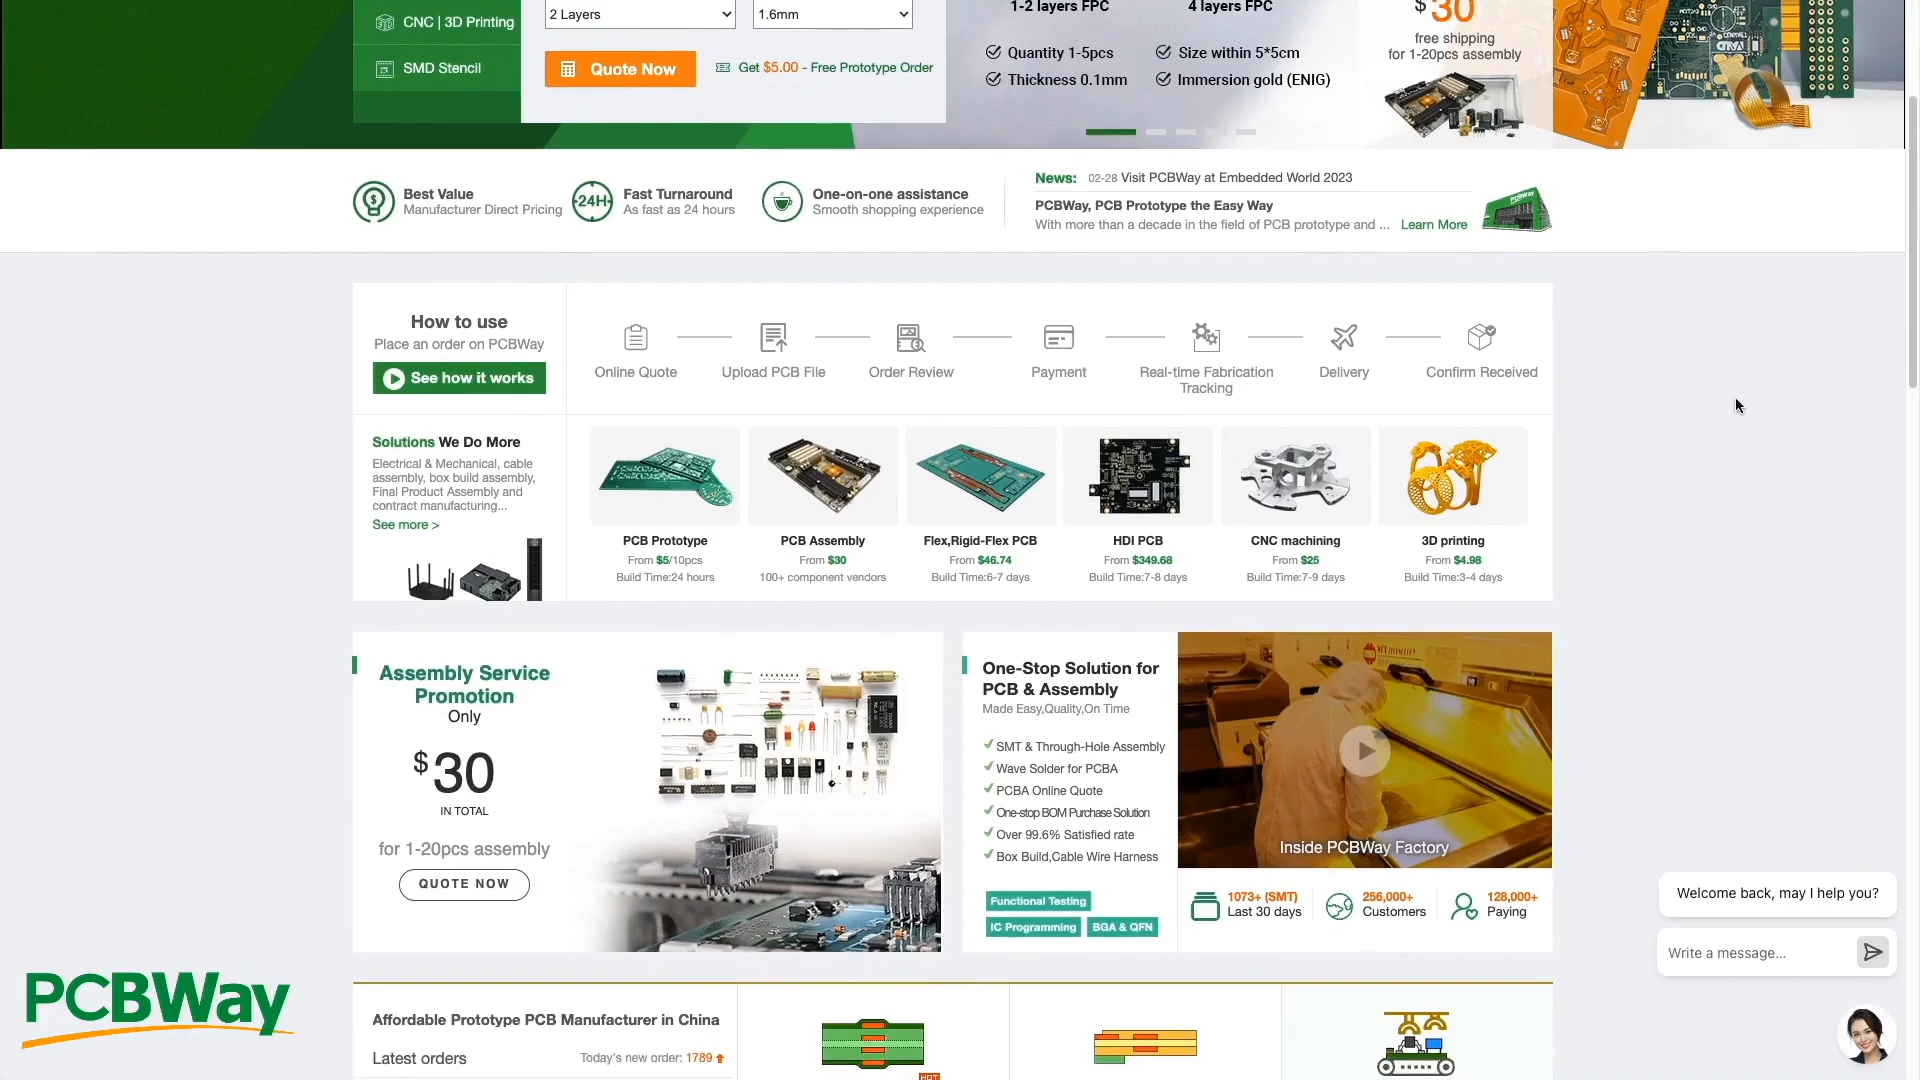 CNC | 3D Printing
2 Layers
1.6mm
SMD Stencil
Quote Now
Get $5.00 - Free Prototype Order
1-2 layers FPC
4 layers FPC
Quantity 1-5pcs
Size within 5*5cm
Thickness 0.1mm
Immersion gold (ENIG)
$30
free shipping
for 1-20pcs assembly
Best Value
Manufacturer Direct Pricing
24H
Fast Turnaround
As fast as 24 hours
One-on-one assistance
Smooth shopping experience
News: 02-28 Visit PCBWay at Embedded World 2023
PCBWay, PCB Prototype the Easy Way
With more than a decade in the field of PCB prototype and ... Learn More
How to use
Place an order on PCBWay
See how it works
Online Quote
Upload PCB File
Order Review
Payment
Real-time Fabrication
Tracking
Delivery
Confirm Received
Solutions We Do More
Electrical & Mechanical, cable
assembly, box build assembly,
Final Product Assembly and
contract manufacturing...
See more >
PCB Prototype
From $5/10pcs
Build Time:24 hours
PCB Assembly
From $30
100+ component vendors
Flex,Rigid-Flex PCB
From $46.74
Build Time:6-7 days
HDI PCB
From $349.68
Build Time:7-8 days
CNC machining
From $25
Build Time:7-9 days
3D printing
From $4.98
Build Time:3-4 days
Assembly Service
Promotion
Only
$30
IN TOTAL
for 1-20pcs assembly
QUOTE NOW
One-Stop Solution for
PCB & Assembly
Made Easy,Quality,On Time
SMT & Through-Hole Assembly
Wave Solder for PCBA
PCBA Online Quote
One-stop BOM Purchase Solution
Over 99.6% Satisfied rate
Box Build,Cable Wire Harness
Functional Testing
IC Programming
BGA & QFN
Inside PCBWay Factory
1073+ (SMT)
Last 30 days
256,000+
Customers
128,000+
Paying
Welcome back, may I help you?
Write a message...
PCBWay
Affordable Prototype PCB Manufacturer in China
Latest orders
Today's new order: 1789
HOT